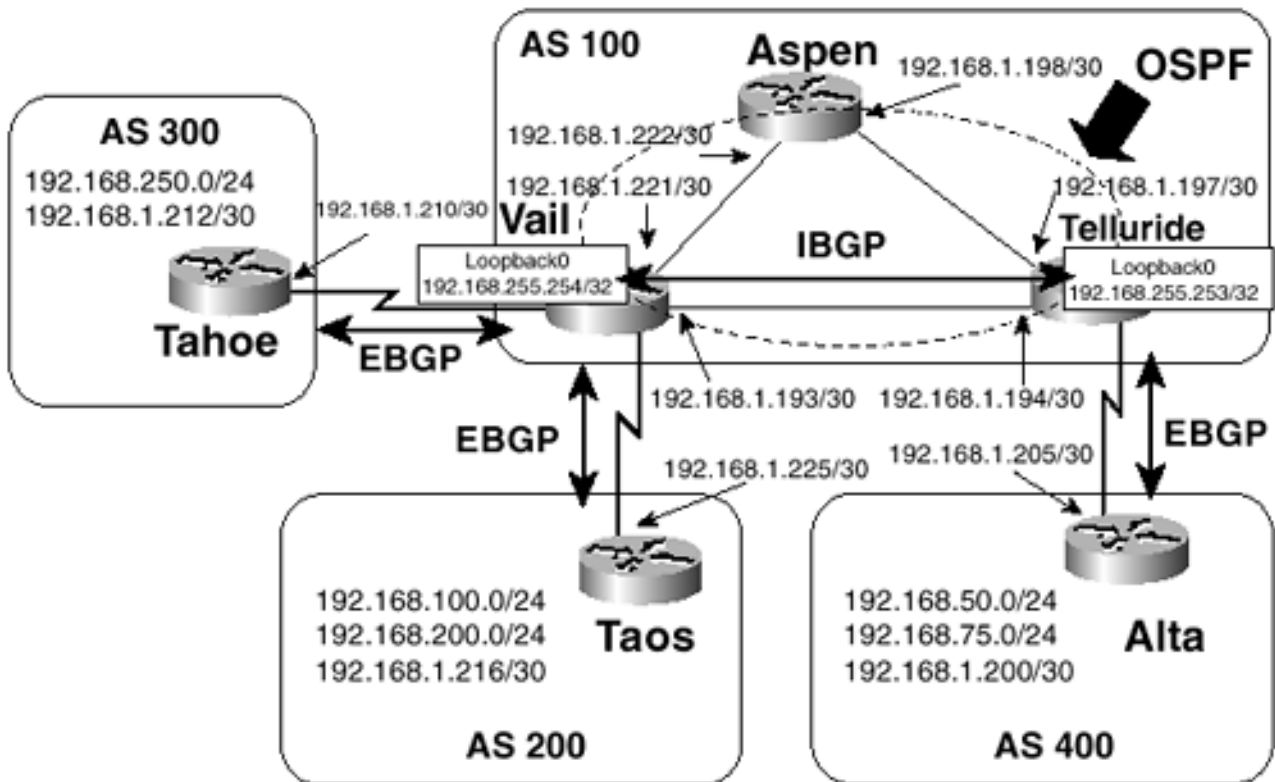 AS 100
Aspen
192.168.1.198/30
OSPF
AS 300
192.168.250.0/24
192.168.1.212/30
192.168.1.210/30
Tahoe
EBGP
192.168.1.222/30
192.168.1.221/30
Vail
Loopback0
192.168.255.254/32
IBGP
192.168.1.197/30
Telluride
Loopback0
192.168.255.253/32
EBGP
192.168.1.193/30
192.168.1.194/30
EBGP
192.168.1.225/30
192.168.1.205/30
192.168.100.0/24
192.168.200.0/24
192.168.1.216/30
Taos
AS 200
192.168.50.0/24
192.168.75.0/24
192.168.1.200/30
Alta
AS 400